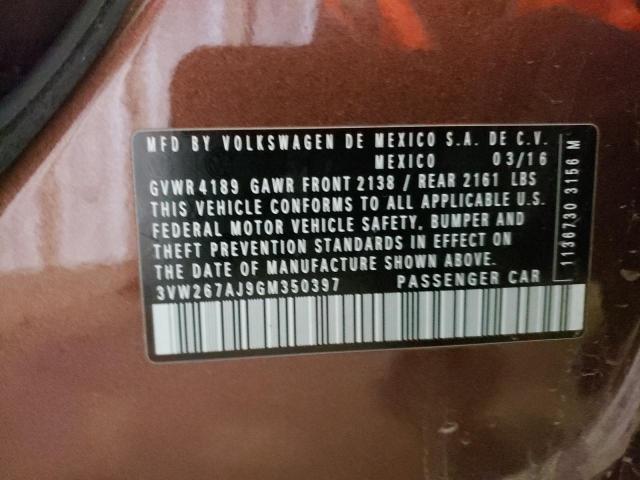 MFD BY VOLKSWAGEN DE MEXICO S.A. DE C.V.
MEXICO 03/16
GVWR 4189 GAWR FRONT 2138 / REAR 2161 LBS
THIS VEHICLE CONFORMS TO ALL APPLICABLE U.S.
FEDERAL MOTOR VEHICLE SAFETY, BUMPER AND
THEFT PREVENTION STANDARDS IN EFFECT ON
THE DATE OF MANUFACTURE SHOWN ABOVE.
3VW267AJ9GM350397 PASSENGER CAR
1136730 3156 M